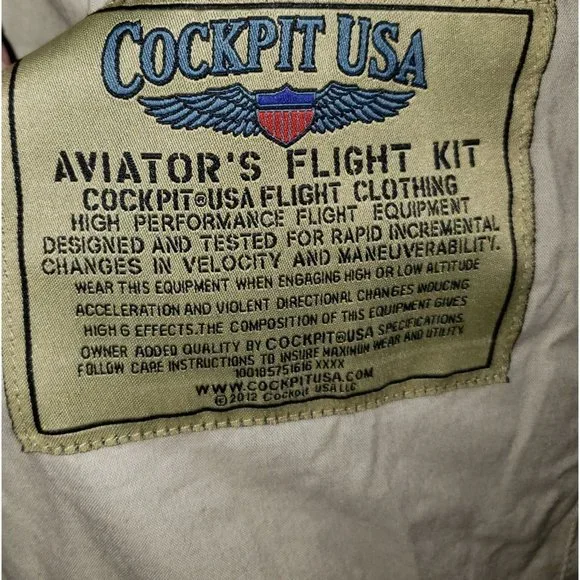 COCKPIT USA
AVIATOR'S FLIGHT KIT
COCKPIT®USA FLIGHT CLOTHING
HIGH PERFORMANCE FLIGHT EQUIPMENT
DESIGNED AND TESTED FOR RAPID INCREMENTAL
CHANGES IN VELOCITY AND MANEUVERABILITY.
WEAR THIS EQUIPMENT WHEN ENGAGING HIGH OR LOW ALTITUDE
ACCELERATION AND VIOLENT DIRECTIONAL CHANGES INDUCING
HIGH G EFFECTS.THE COMPOSITION OF THIS EQUIPMENT GIVES
OWNER ADDED QUALITY BY COCKPIT®USA SPECIFICATIONS.
FOLLOW CARE INSTRUCTIONS TO INSURE MAXIMUM WEAR AND UTILITY
100185751616 XXXX
WWW.COCKPITUSA.COM
©2012 COCKPIT USA LLC